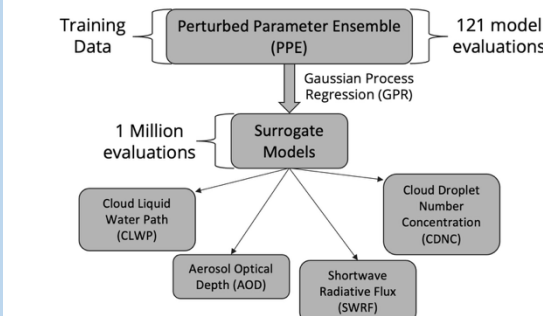 Training
Data
Perturbed Parameter Ensemble
(PPE)
121 model
evaluations
Gaussian Process
Regression (GPR)
1 Million
evaluations
Surrogate
Models
Cloud Liquid
Water Path
(CLWP)
Aerosol Optical
Depth (AOD)
Shortwave
Radiative Flux
(SWRF)
Cloud Droplet
Number
Concentration
(CDNC)